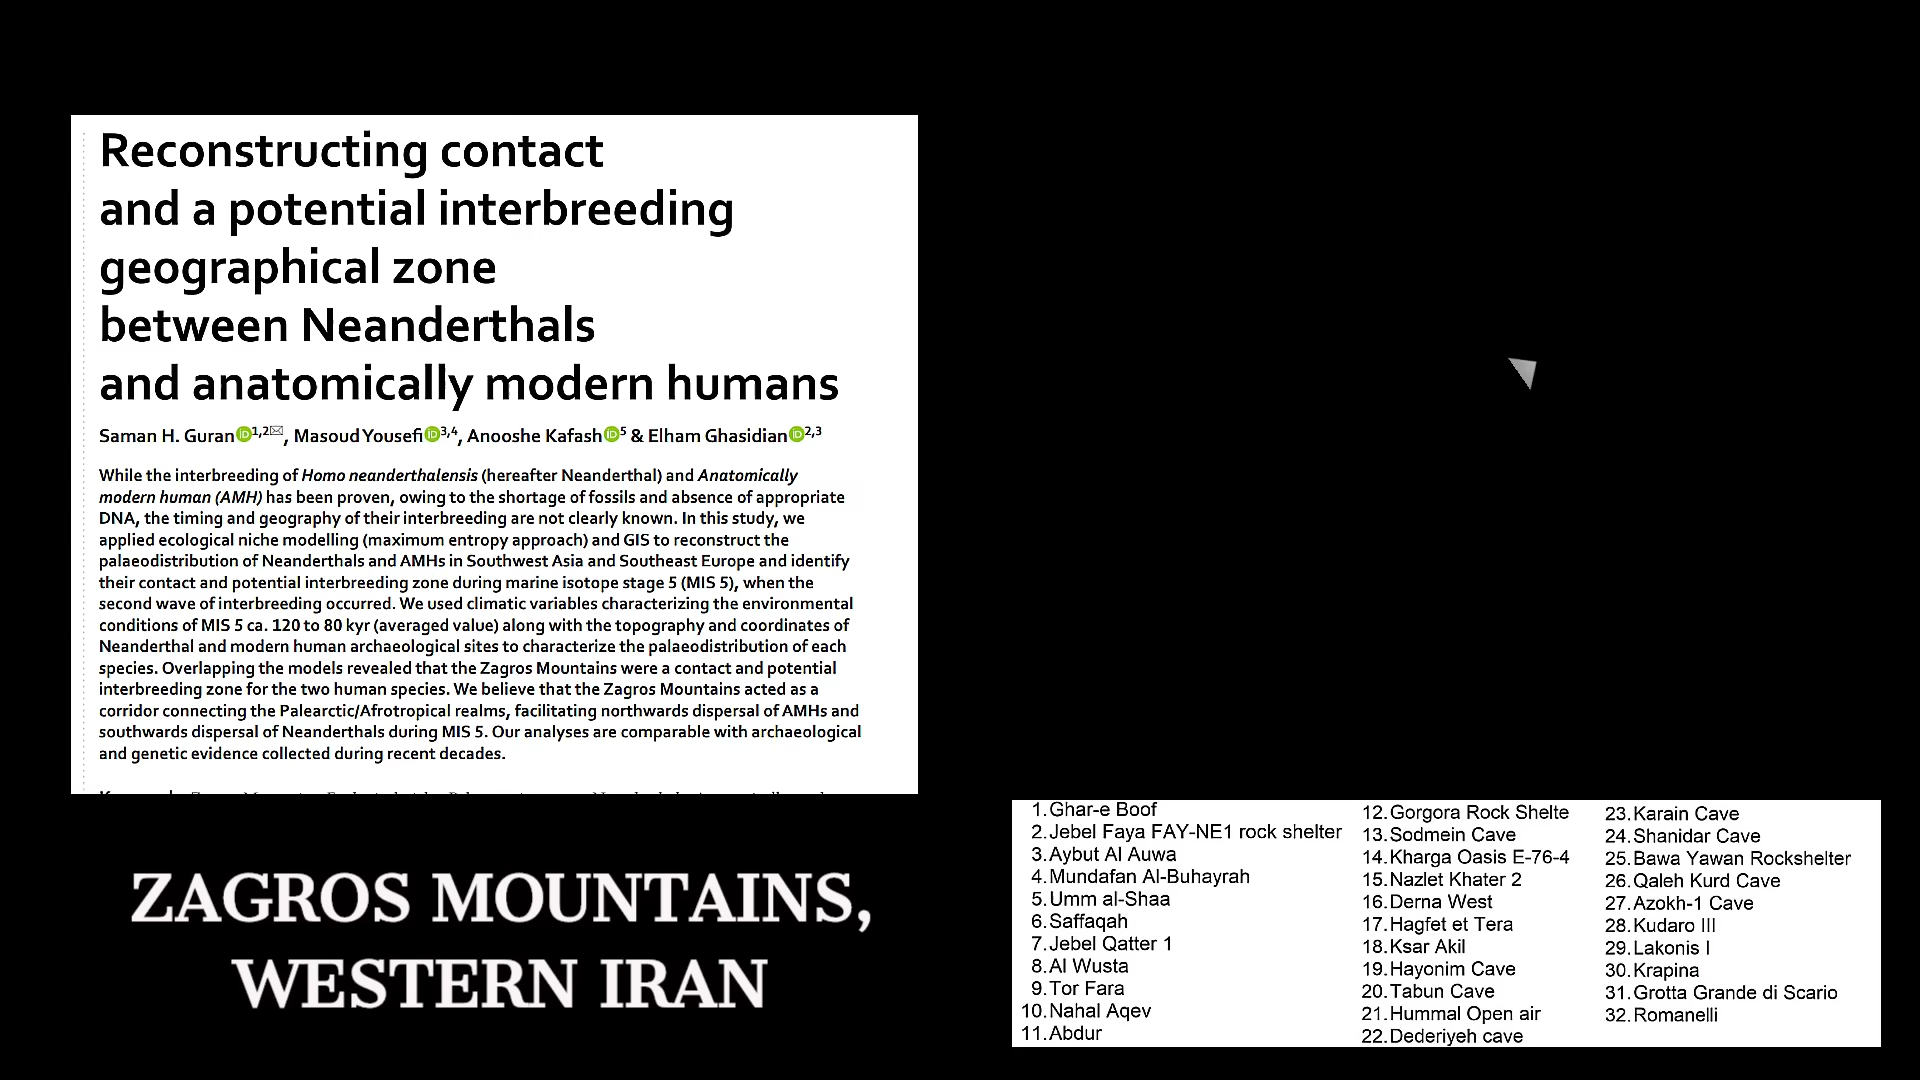 Reconstructing contact
and a potential interbreeding
geographical zone
between Neanderthals
and anatomically modern humans
Saman H. Guran iD 1,2✉, Masoud Yousefi iD 3,4, Anooshe Kafash iD 5 & Elham Ghasidian iD 2,3
While the interbreeding of Homo neanderthalensis (hereafter Neanderthal) and Anatomically
modern human (AMH) has been proven, owing to the shortage of fossils and absence of appropriate
DNA, the timing and geography of their interbreeding are not clearly known. In this study, we
applied ecological niche modelling (maximum entropy approach) and GIS to reconstruct the
palaeodistribution of Neanderthals and AMHs in Southwest Asia and Southeast Europe and identify
their contact and potential interbreeding zone during marine isotope stage 5 (MIS 5), when the
second wave of interbreeding occurred. We used climatic variables characterizing the environmental
conditions of MIS 5 ca. 120 to 80 kyr (averaged value) along with the topography and coordinates of
Neanderthal and modern human archaeological sites to characterize the palaeodistribution of each
species. Overlapping the models revealed that the Zagros Mountains were a contact and potential
interbreeding zone for the two human species. We believe that the Zagros Mountains acted as a
corridor connecting the Palearctic/Afrotropical realms, facilitating northwards dispersal of AMHs and
southwards dispersal of Neanderthals during MIS 5. Our analyses are comparable with archaeological
and genetic evidence collected during recent decades.
ZAGROS MOUNTAINS,
WESTERN IRAN
1.Ghar-e Boof
2.Jebel Faya FAY-NE1 rock shelter
3.Aybut Al Auwa
4.Mundafan Al-Buhayrah
5.Umm al-Shaa
6.Saffaqah
7.Jebel Qatter 1
8.Al Wusta
9.Tor Fara
10.Nahal Aqev
11.Abdur
12.Gorgora Rock Shelte
13.Sodmein Cave
14.Kharga Oasis E-76-4
15.Nazlet Khater 2
16.Derna West
17.Hagfet et Tera
18.Ksar Akil
19.Hayonim Cave
20.Tabun Cave
21.Hummal Open air
22.Dederiyeh cave
23.Karain Cave
24.Shanidar Cave
25.Bawa Yawan Rockshelter
26.Qaleh Kurd Cave
27.Azokh-1 Cave
28.Kudaro III
29.Lakonis I
30.Krapina
31.Grotta Grande di Scario
32.Romanelli